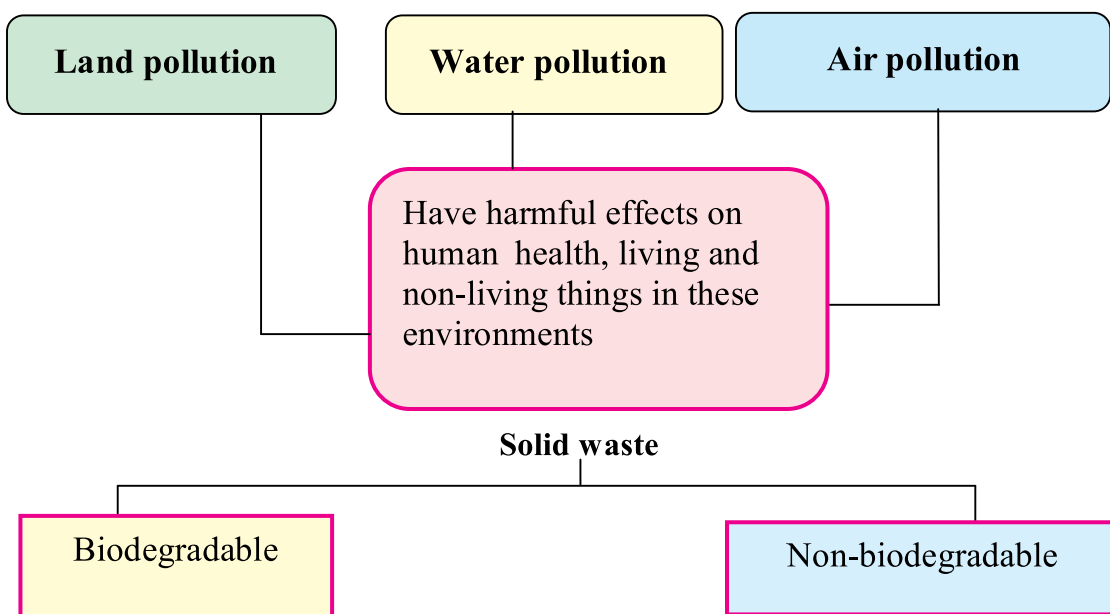 Land pollution
Water pollution
Air pollution
Have harmful effects on
human health, living and
non-living things in these
environments
Solid waste
Biodegradable
Non-biodegradable